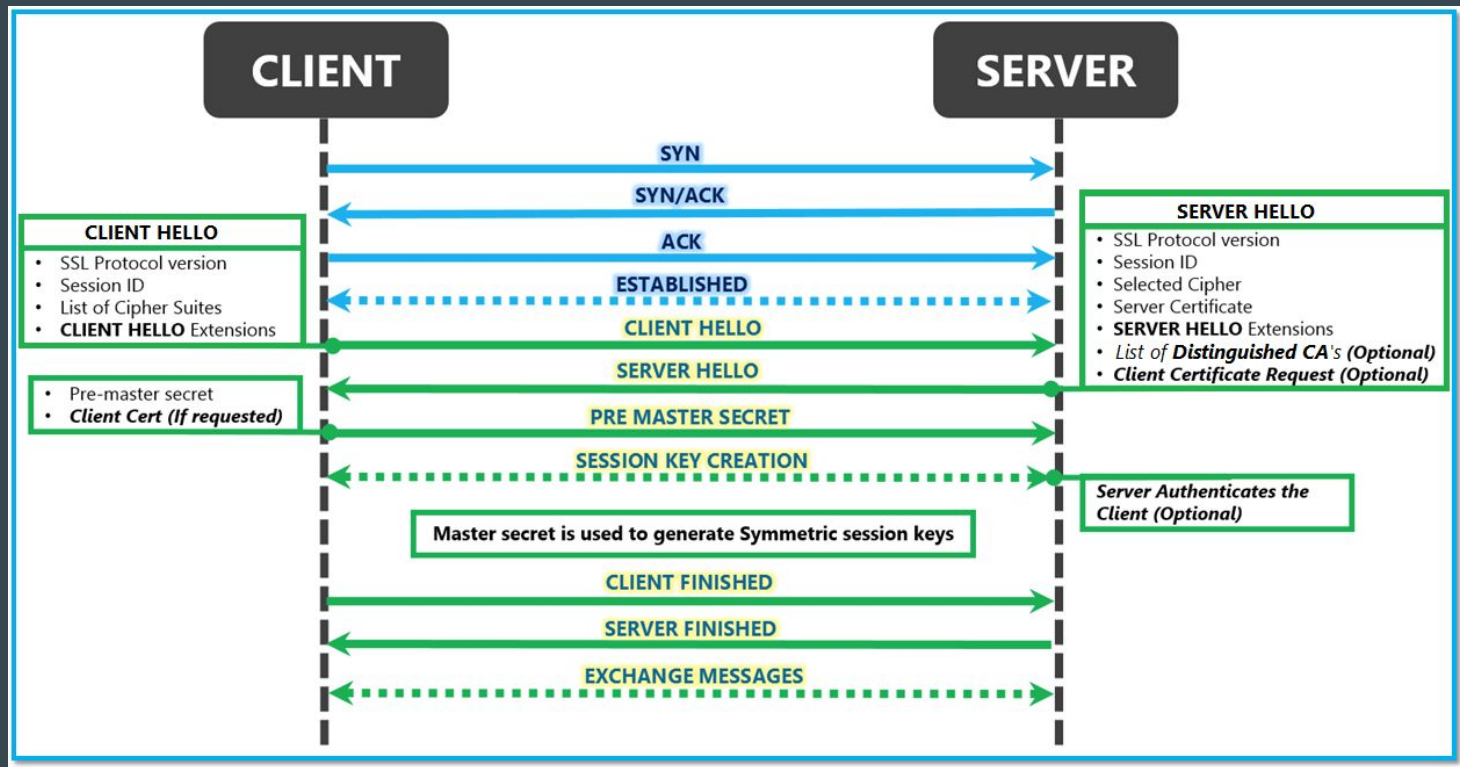 CLIENT
SERVER
SYN
SYN/ACK
ACK
ESTABLISHED
CLIENT HELLO
• SSL Protocol version
• Session ID
• List of Cipher Suites
• CLIENT HELLO Extensions
SERVER HELLO
• SSL Protocol version
• Session ID
• Selected Cipher
• Server Certificate
• SERVER HELLO Extensions
• List of Distinguished CA's (Optional)
• Client Certificate Request (Optional)
CLIENT HELLO
SERVER HELLO
• Pre-master secret
• Client Cert (If requested)
PRE MASTER SECRET
SESSION KEY CREATION
Server Authenticates the
Client (Optional)
Master secret is used to generate Symmetric session keys
CLIENT FINISHED
SERVER FINISHED
EXCHANGE MESSAGES